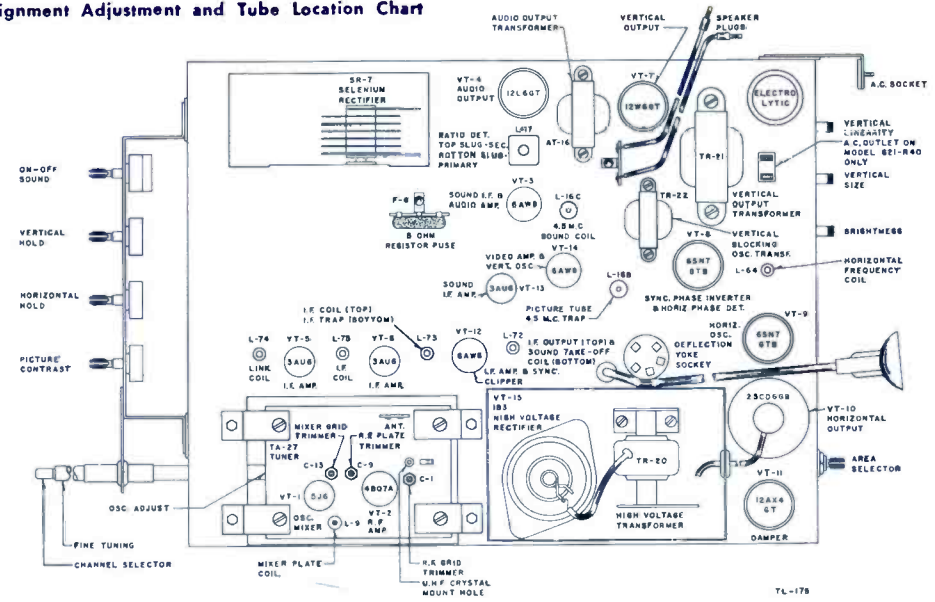 ignment Adjustment and Tube Location Chart
AUDIO OUTPUT
TRANSFORMER
VERTICAL
OUTPUT
SPEAKER
PLUGS
A.C. SOCKET
SR-7
SELENIUM
RECTIFIER
VT-4
AUDIO
OUTPUT
12L6GT
VT-7
12W6GT
ELECTRO
LYTIC
L-17
RATIO DET.
TOP SLUG-SEC.
BOTTOM SLUG-
PRIMARY
AT-16
TR-21
VERTICAL
LINEARITY
A.C. OUTLET ON
MODEL 621-R40
ONLY
VERTICAL
SIZE
ON-OFF
SOUND
VT-3
SOUND I.F. &
AUDIO AMP.
6AW8
L-16C
4.5 M.C
SOUND COIL
TR-22
VERTICAL
OUTPUT
TRANSFORMER
F-6
5 OHM
RESISTOR FUSE
VERTICAL
HOLD
VERTICAL
BLOCKING
OSC. TRANSF.
BRIGHTNESS
VT-14
VIDEO AMP. &
VERT. OSC.
6AW8
VT-8
6SN7
GTB
L-64
HORIZONTAL
FREQUENCY
COIL
SOUND
I.F. AMP.
3AU6
VT-13
L-16B
PICTURE TUBE
4.5 M.C. TRAP
SYNC. PHASE INVERTER
& HORIZ PHASE DET.
HORIZONTAL
HOLD
I.F. COIL (TOP)
I.F. TRAP (BOTTOM)
VT-9
HORIZ.
OSC.
6SN7
GTB
L-74
LINK
COIL
VT-5
3AU6
I.F. AMP.
L-75
I.F.
COIL
VT-6
3AU6
I.F. AMP.
L-73
VT-12
6AW8
L-72
I.F. OUTPUT (TOP) &
SOUND TAKE-OFF
COIL (BOTTOM)
I.F. AMP. & SYNC.
CLIPPER
DEFLECTION
YOKE
SOCKEY
PICTURE
CONTRAST
VT-15
1B3
HIGH VOLTAGE
RECTIFIER
25CD6GB
VT-10
HORIZONTAL
OUTPUT
MIXER GRID
TRIMMER
ANT.
R.F. PLATE
TRIMMER
TA-27
TUNER
C-13
C-9
C-1
TR-20
AREA
SELECTOR
VT-1
5J6
OSC.
MIXER
L-9
4BQ7A
VT-2
R.F.
AMP.
VT-11
12AX4
GT
DAMPER
OSC. ADJUST
HIGH VOLTAGE
TRANSFORMER
FINE TUNING
CHANNEL SELECTOR
MIXER PLATE
COIL
R.F. GRID
TRIMMER
U.H.F. CRYSTAL
MOUNT HOLE
TL-178